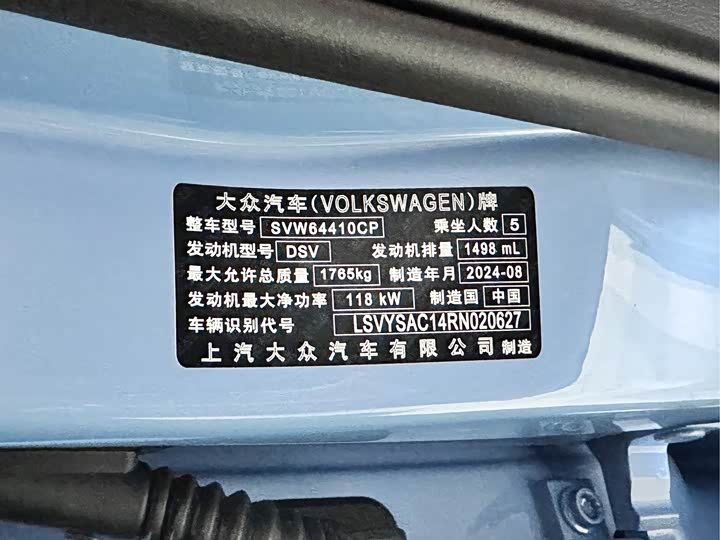 大众汽车(VOLKSWAGEN)牌
整车型号 SVW64410CP 乘坐人数 5
发动机型号 DSV 发动机排量 1498 mL
最大允许总质量 1765kg 制造年月 2024-08
发动机最大净功率 118 kW 制造国 中国
车辆识别代号 LSVYSAC14RN020627
上汽大众汽车有限公司 制造